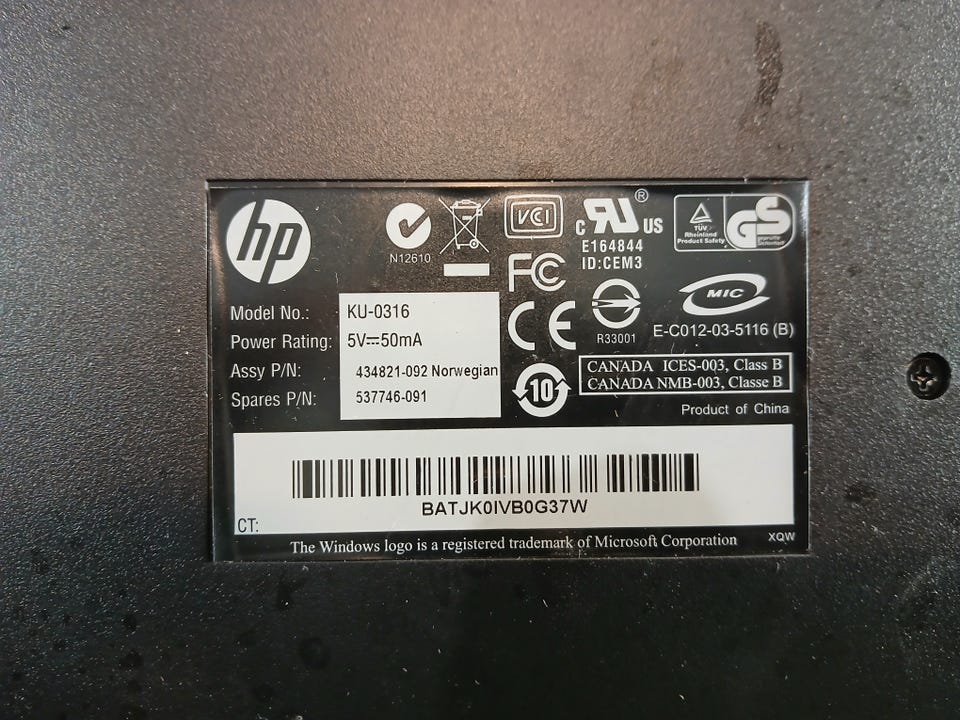 hp
N12610
VCI
C RU US ®
E164844
ID:CEM3
TÜV
Rheinland
Product Safety
GS
geprüfte
Sicherheit
FC
CE
R33001
MIC
E-C012-03-5116 (B)
Model No.: KU-0316
Power Rating: 5V⎓50mA
Assy P/N: 434821-092 Norwegian
Spares P/N: 537746-091
10
CANADA ICES-003, Class B
CANADA NMB-003, Classe B
Product of China
BATJK0IVB0G37W
CT:
The Windows logo is a registered trademark of Microsoft Corporation
XQW